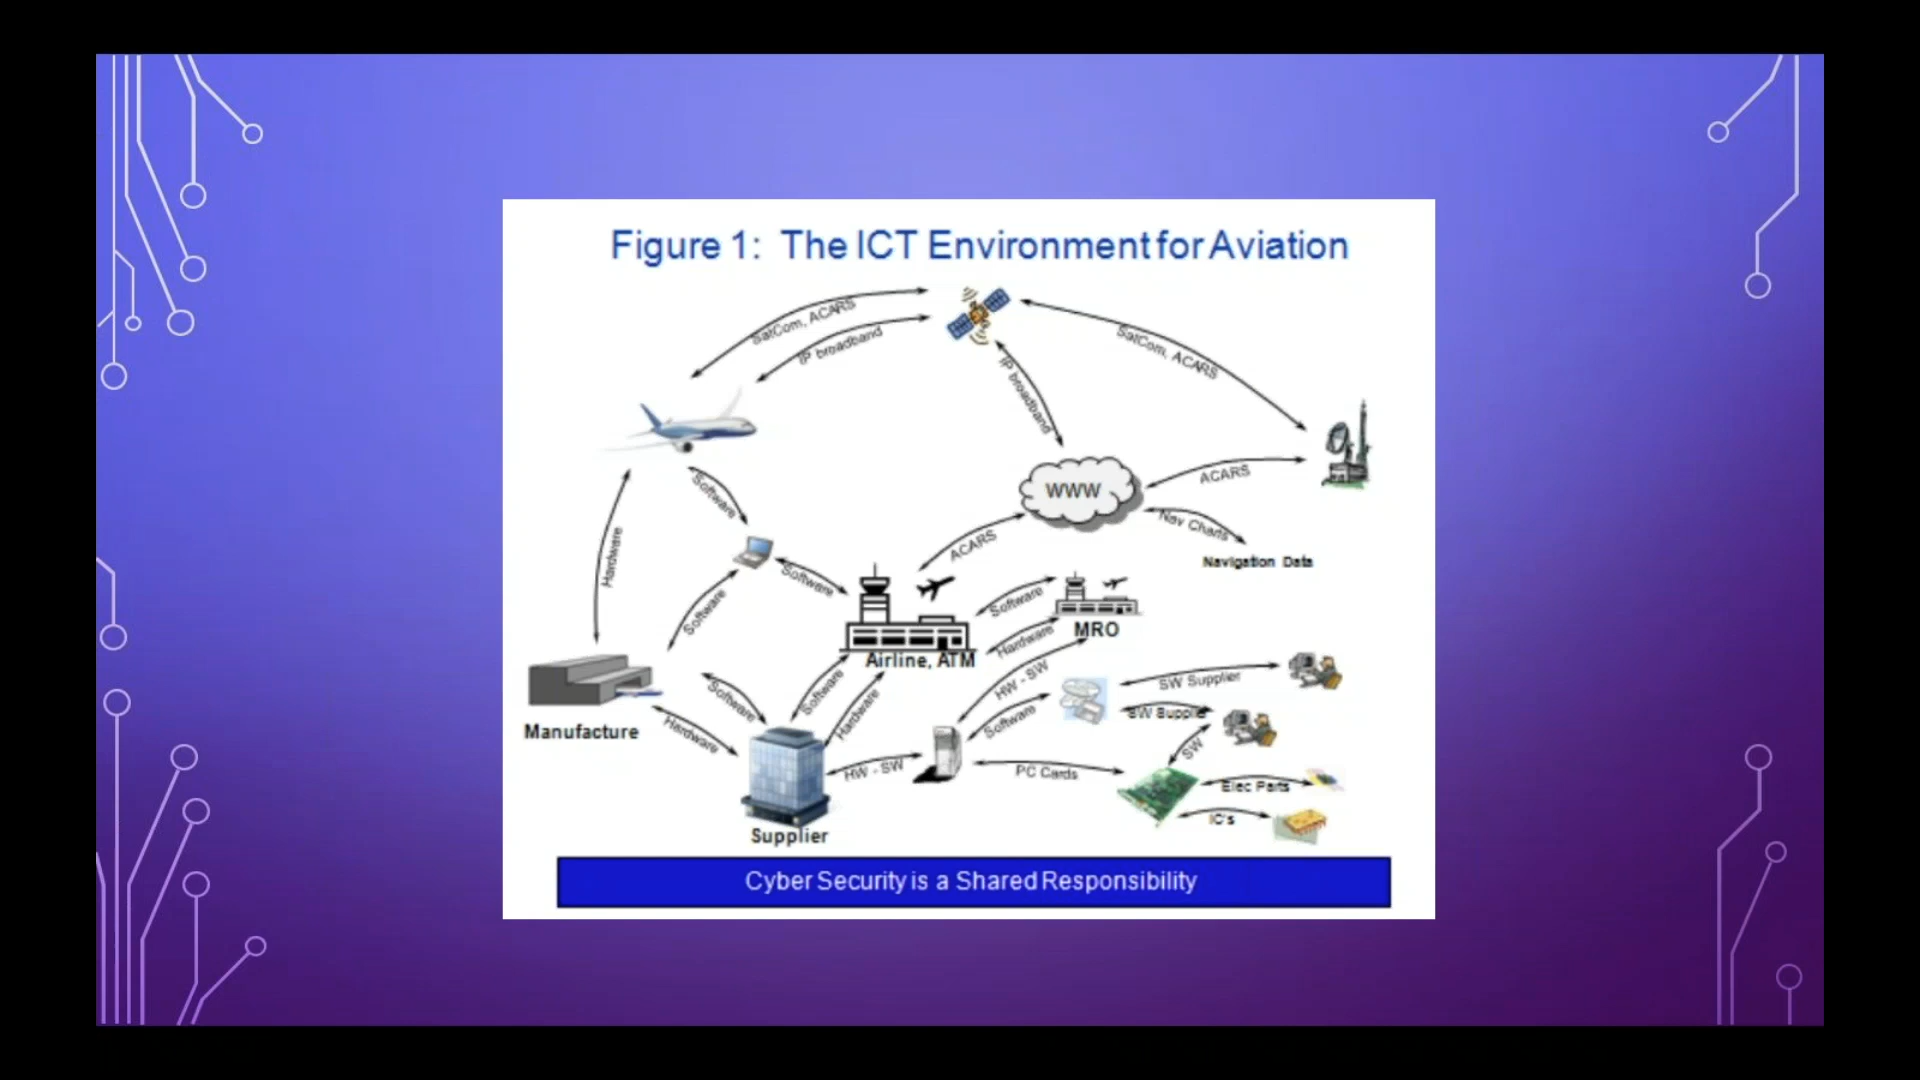 Figure 1: The ICT Environment for Aviation
SatCom, ACARS
IP broadband
SatCom, ACARS
IP broadband
WWW
ACARS
Nav Charts
Navigation Data
ACARS
Software
Hardware
Software
Software
Software
Hardware
MRO
Airline, ATM
HW - SW
SW Supplier
SW Supplier
Software
Software
Hardware
Software
Hardware
Manufacture
SW
HW - SW
PC Cards
Elec Parts
IC's
Supplier
Cyber Security is a Shared Responsibility